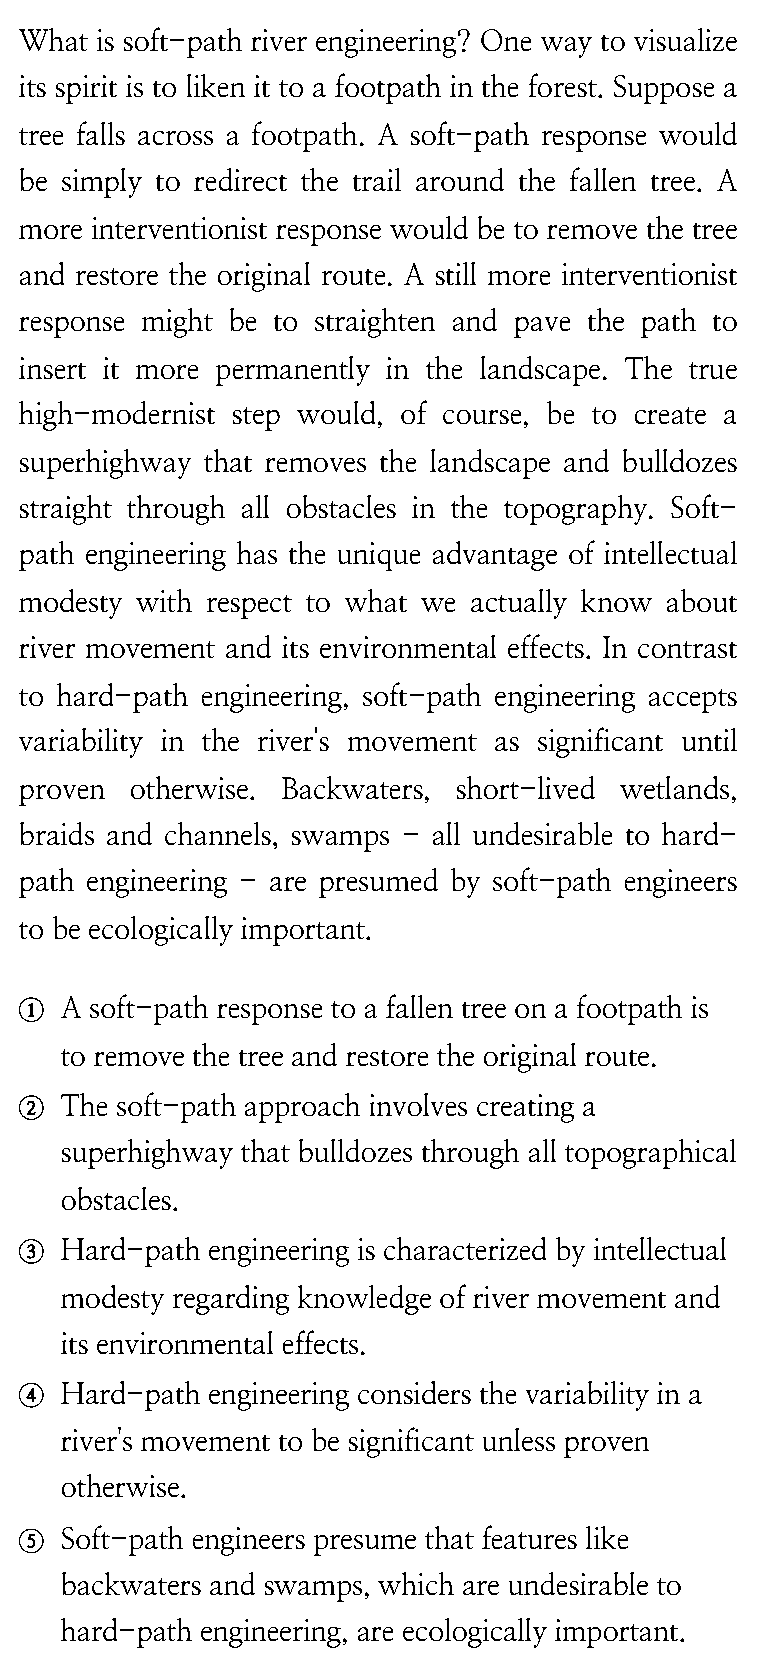 What is soft-path river engineering? One way to visualize
its spirit is to liken it to a footpath in the forest. Suppose a
tree falls across a footpath. A soft-path response would
be simply to redirect the trail around the fallen tree. A
more interventionist response would be to remove the tree
and restore the original route. A still more interventionist
response might be to straighten and pave the path to
insert it more permanently in the landscape. The true
high-modernist step would, of course, be to create a
superhighway that removes the landscape and bulldozes
straight through all obstacles in the topography. Soft-
path engineering has the unique advantage of intellectual
modesty with respect to what we actually know about
river movement and its environmental effects. In contrast
to hard-path engineering, soft-path engineering accepts
variability in the river's movement as significant until
proven otherwise. Backwaters, short-lived wetlands,
braids and channels, swamps - all undesirable to hard-
path engineering - are presumed by soft-path engineers
to be ecologically important.
① A soft-path response to a fallen tree on a footpath is
to remove the tree and restore the original route.
② The soft-path approach involves creating a
superhighway that bulldozes through all topographical
obstacles.
③ Hard-path engineering is characterized by intellectual
modesty regarding knowledge of river movement and
its environmental effects.
④ Hard-path engineering considers the variability in a
river's movement to be significant unless proven
otherwise.
⑤ Soft-path engineers presume that features like
backwaters and swamps, which are undesirable to
hard-path engineering, are ecologically important.